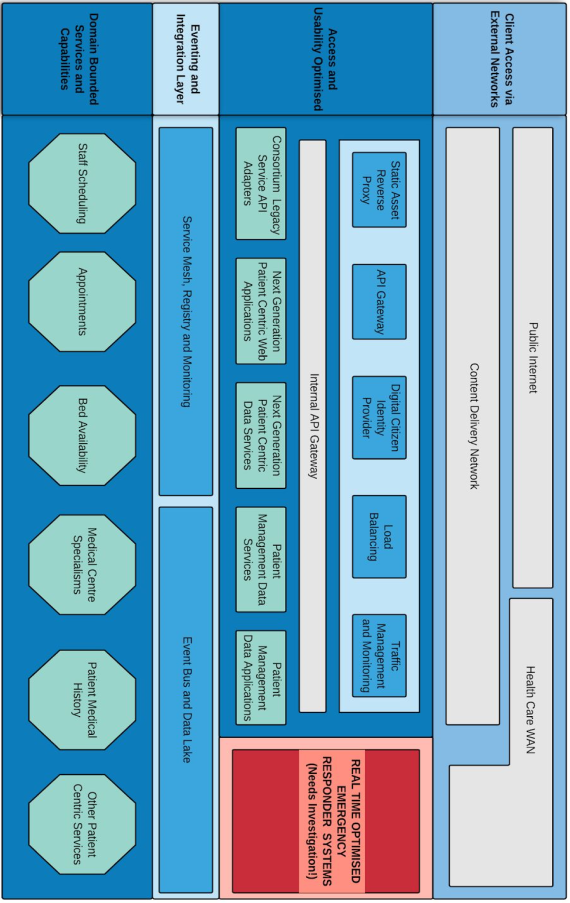 Client Access via
External Networks
Public Internet
Health Care WAN
Content Delivery Network
Access and
Usability Optimised
Static Asset
Reverse
Proxy
API Gateway
Digital Citizen
Identity
Provider
Load
Balancing
Traffic
Management
and Monitoring
Internal API Gateway
Consortium Legacy
Service API
Adapters
Next Generation
Patient Centric Web
Applications
Next Generation
Patient Centric
Data Services
Patient
Management Data
Services
Patient
Management
Data Applications
REAL TIME OPTIMISED
EMERGENCY
RESPONDER SYSTEMS
(Needs Investigation!)
Eventing and
Integration Layer
Service Mesh, Registry and Monitoring
Event Bus and Data Lake
Domain Bounded
Services and
Capabilities
Staff Scheduling
Appointments
Bed Availability
Medical Centre
Specialisms
Patient Medical
History
Other Patient
Centric Services